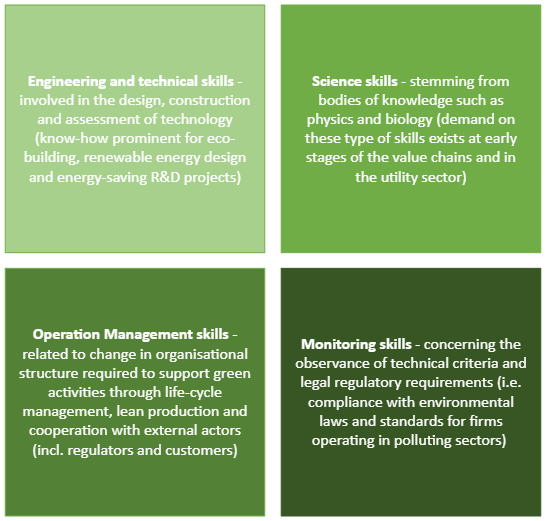 Engineering and technical skills -
involved in the design, construction
and assessment of technology
(know-how prominent for eco-
building, renewable energy design
and energy-saving R&D projects)
Science skills - stemming from
bodies of knowledge such as
physics and biology (demand on
these type of skills exists at early
stages of the value chains and in
the utility sector)
Operation Management skills -
related to change in organisational
structure required to support green
activities through life-cycle
management, lean production and
cooperation with external actors
(incl. regulators and customers)
Monitoring skills - concerning the
observance of technical criteria and
legal regulatory requirements (i.e.
compliance with environmental
laws and standards for firms
operating in polluting sectors)